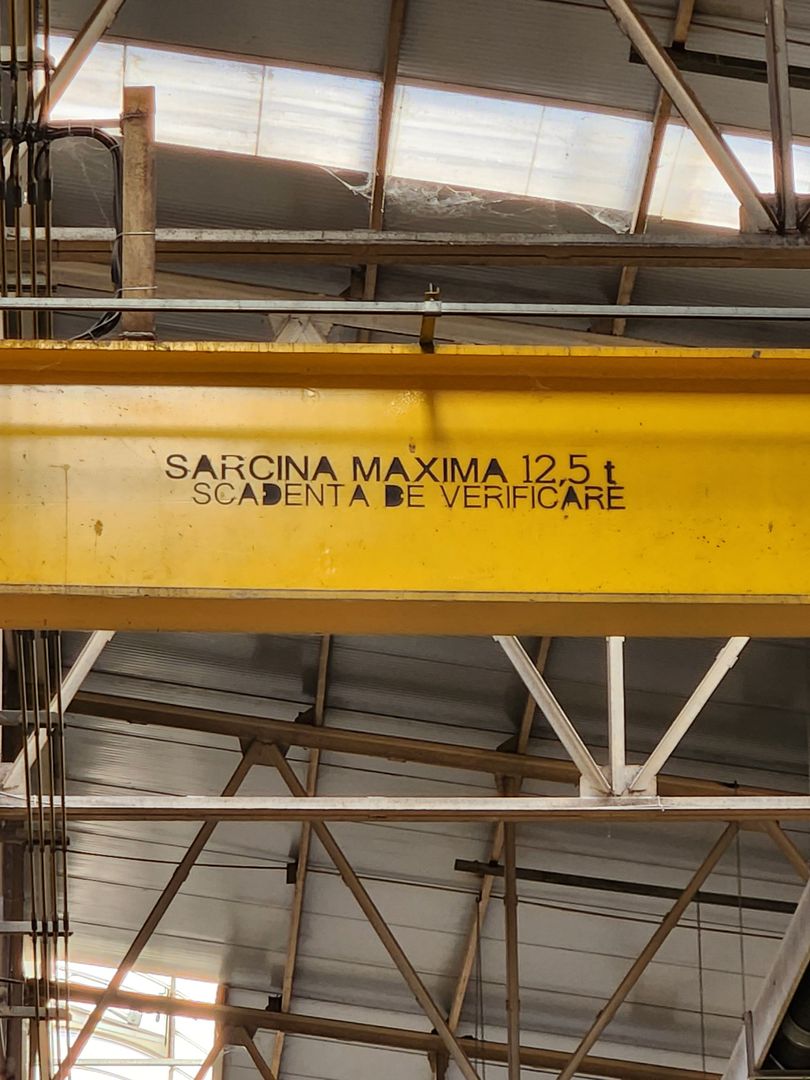 SARCINA MAXIMA 12,5 t
SCADENTA DE VERIFICARE